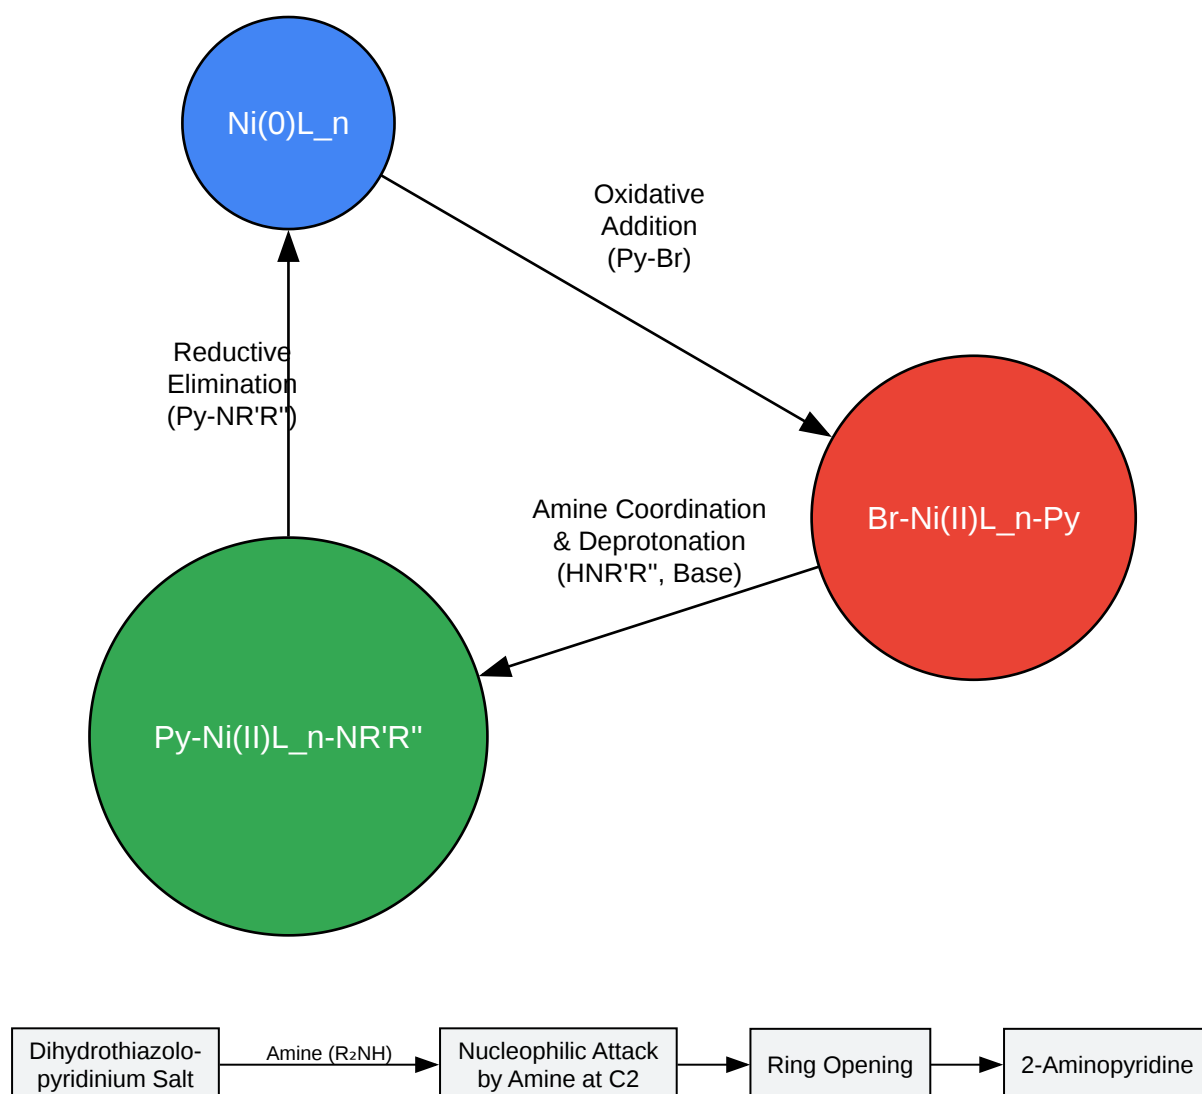 Ni(0)L_n
Oxidative
Addition
(Py-Br)
Reductive
Elimination
(Py-NR'R")
Amine Coordination
& Deprotonation
(HNR'R", Base)
Br-Ni(II)L_n-Py
Py-Ni(II)L_n-NR'R"
Dihydrothiazolo-
pyridinium Salt
Amine (R₂NH)
Nucleophilic Attack
by Amine at C2
Ring Opening
2-Aminopyridine